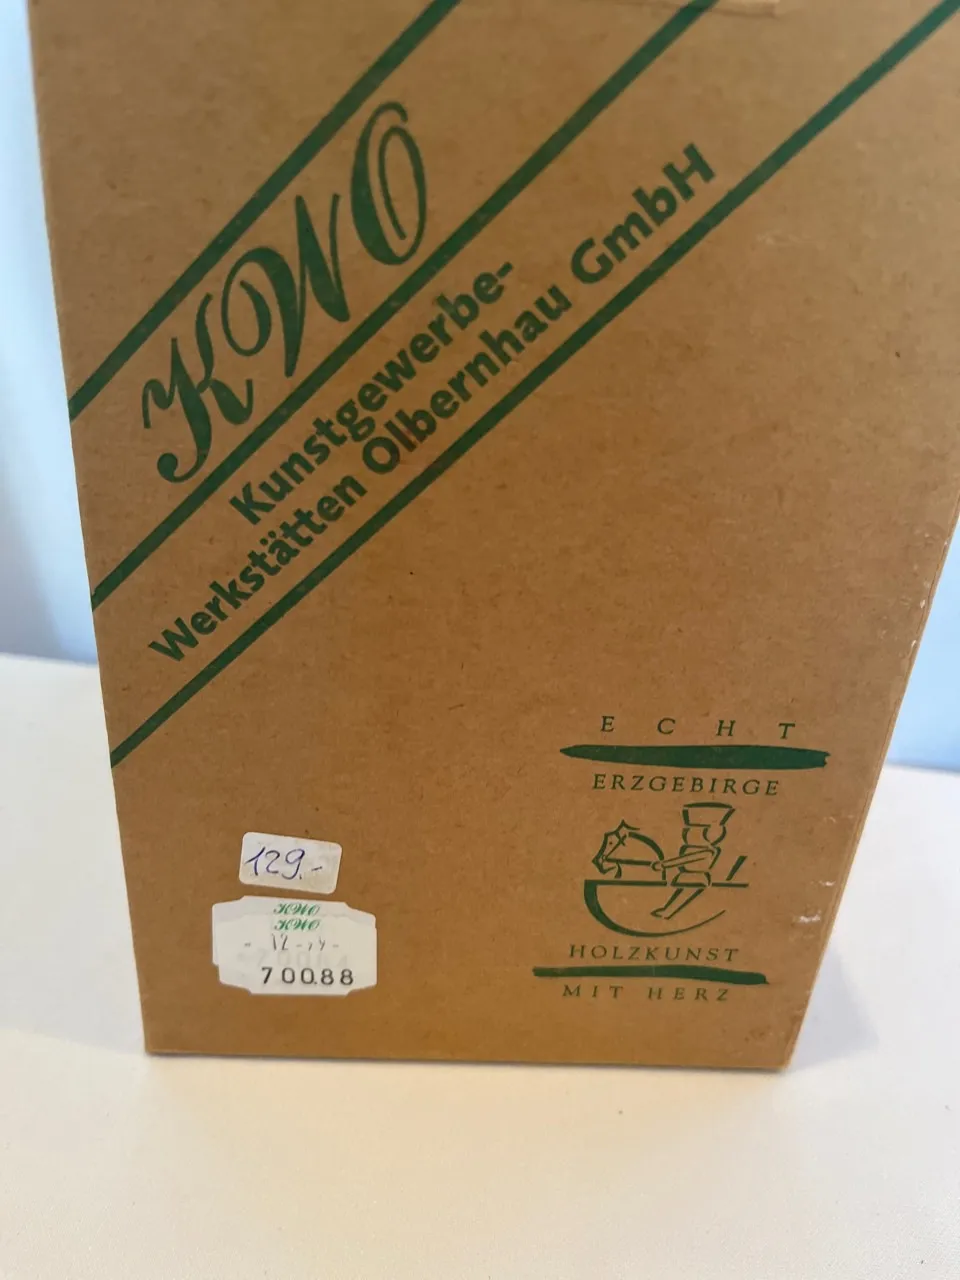 KWO
Kunstgewerbe-
Werkstätten Olbernhau GmbH
ECHT
ERZGEBIRGE
HOLZKUNST
MIT HERZ
129.-
KWO
KWO
70088